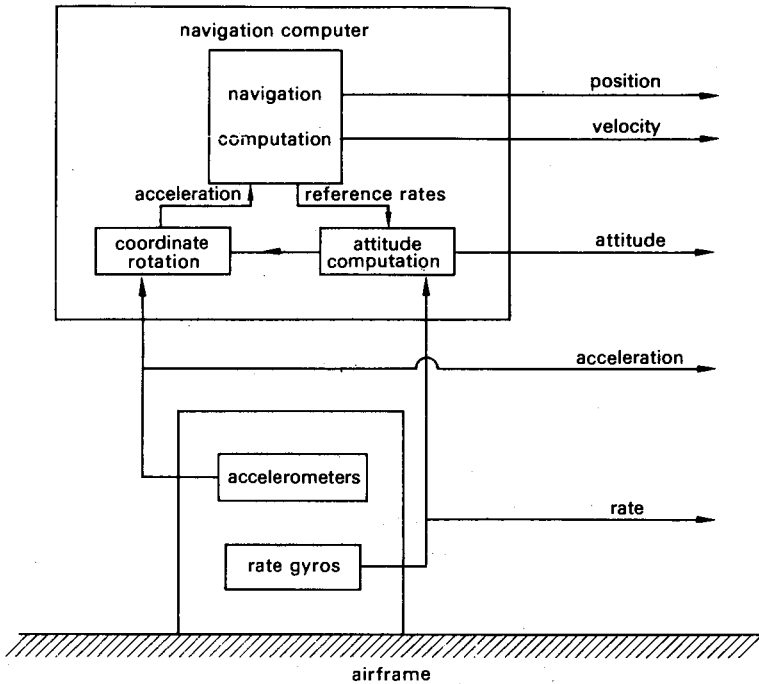 navigation computer
navigation
computation
position
velocity
acceleration
reference rates
coordinate
rotation
attitude
computation
attitude
acceleration
accelerometers
rate
rate gyros
airframe